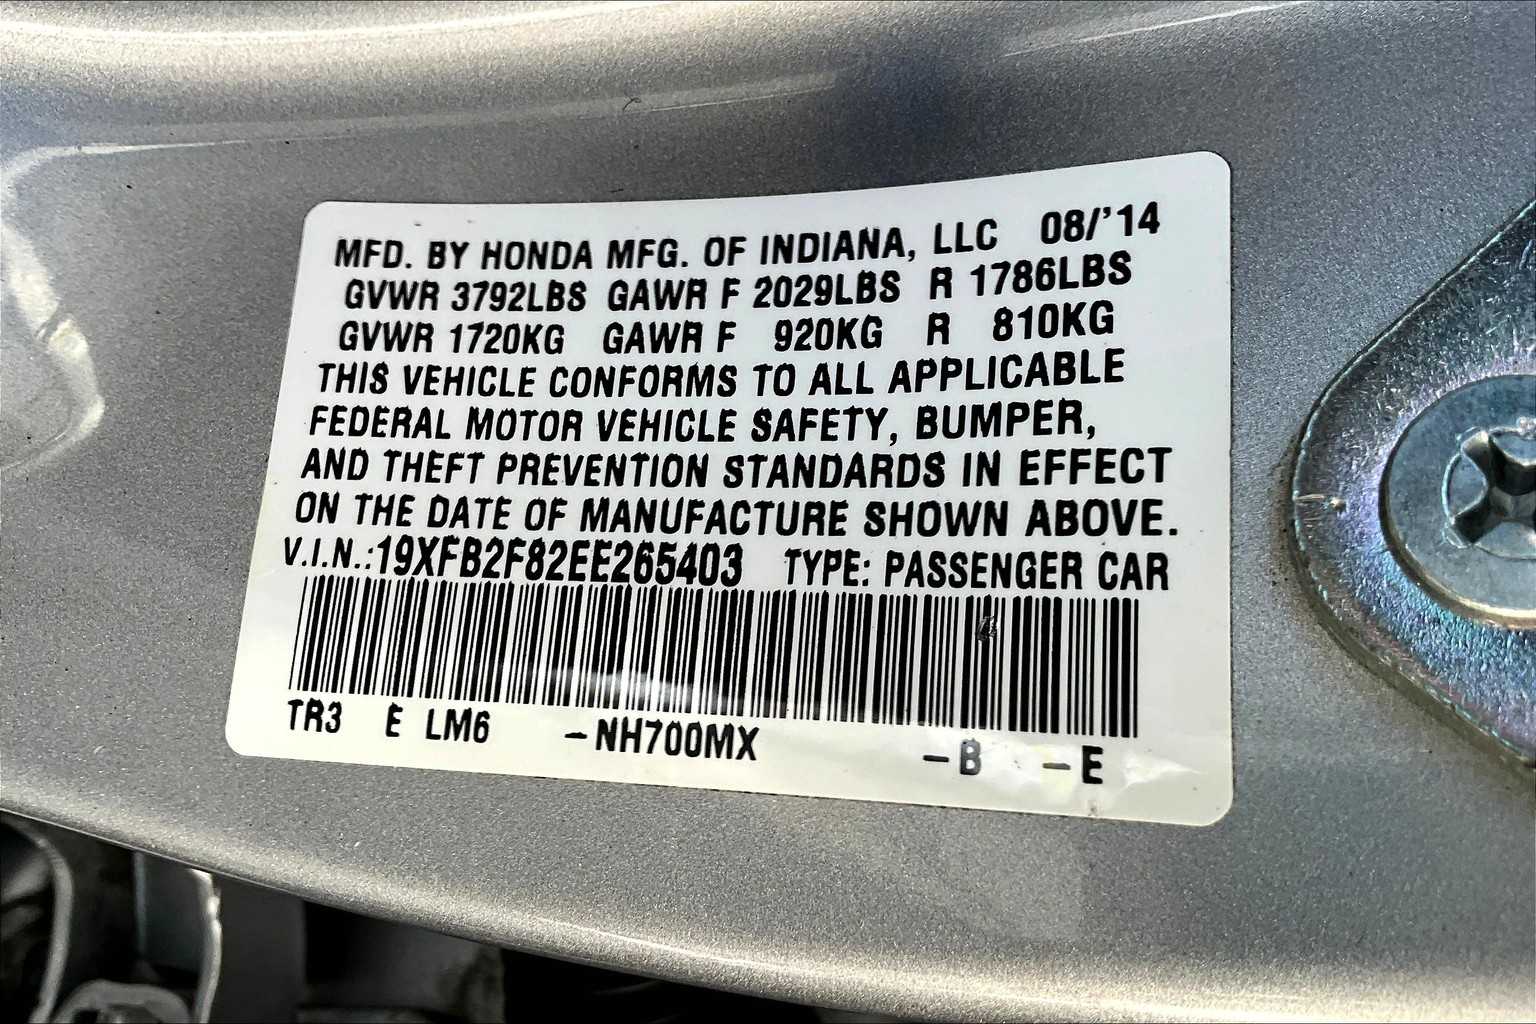 MFD. BY HONDA MFG. OF INDIANA, LLC 08/'14
GVWR 3792LBS GAWR F 2029LBS R 1786LBS
GVWR 1720KG GAWR F 920KG R 810KG
THIS VEHICLE CONFORMS TO ALL APPLICABLE
FEDERAL MOTOR VEHICLE SAFETY, BUMPER,
AND THEFT PREVENTION STANDARDS IN EFFECT
ON THE DATE OF MANUFACTURE SHOWN ABOVE.
V.I.N.:19XFB2F82EE265403 TYPE: PASSENGER CAR
TR3 E LM6 -NH700MX -B -E